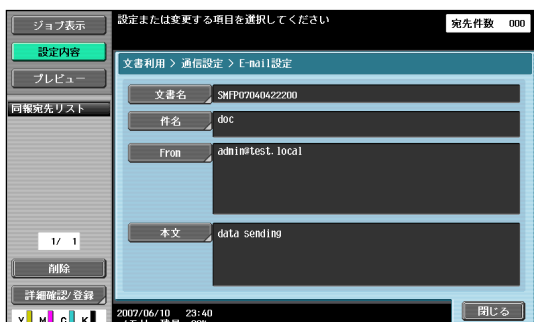 ジョブ表示
設定または変更する項目を選択してください
宛先件数 000
設定内容
文書利用 > 通信設定 > E-mail設定
プレビュー
文書名 SMFP07040422200
同報宛先リスト
件名 doc
From admin@test.local
本文 data sending
1/ 1
削除
詳細確認/登録
2007/06/10 23:40
閉じる
Y M C K